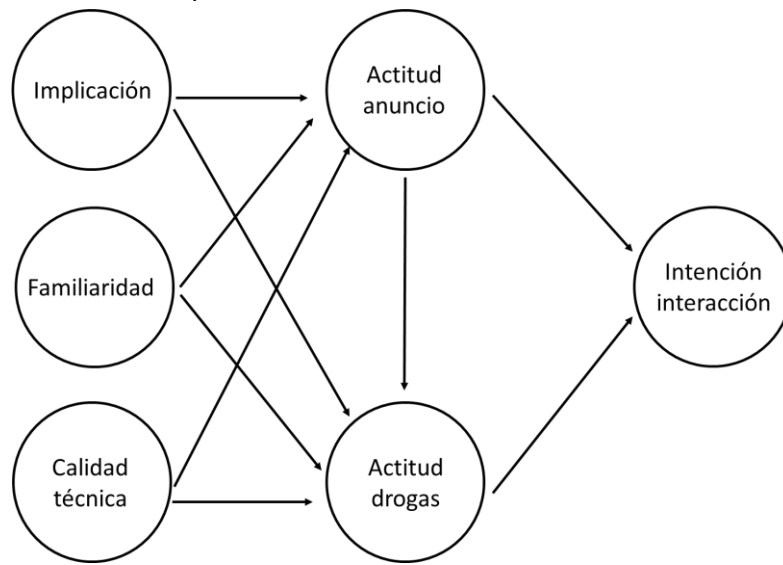 Implicación
Actitud
anuncio
Familiaridad
Intención
interacción
Calidad
técnica
Actitud
drogas